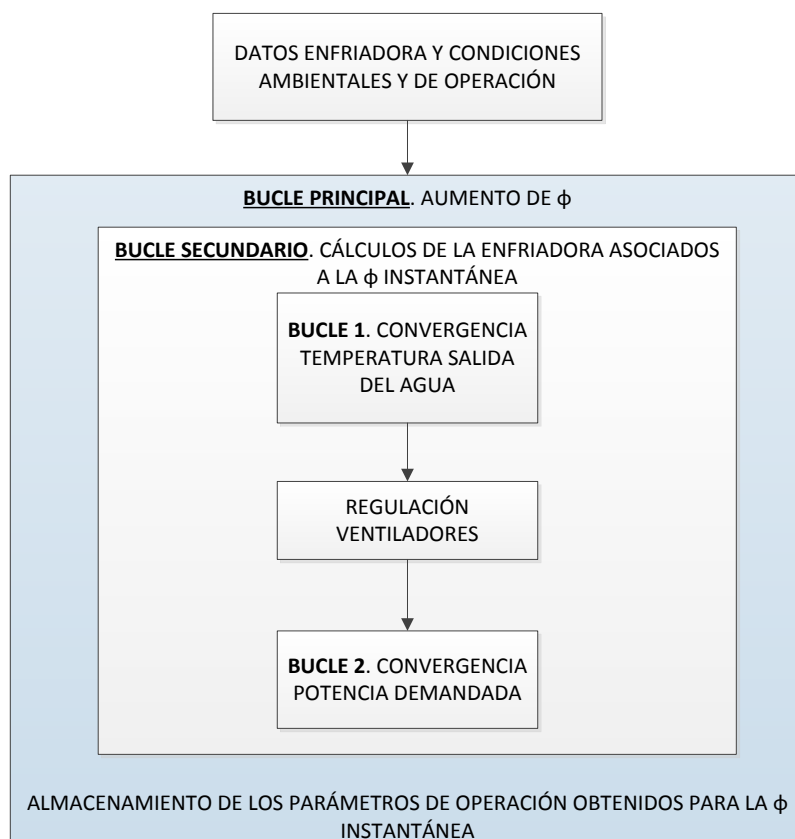 DATOS ENFRIADORA Y CONDICIONES
AMBIENTALES Y DE OPERACIÓN
BUCLE PRINCIPAL. AUMENTO DE ϕ
BUCLE SECUNDARIO. CÁLCULOS DE LA ENFRIADORA ASOCIADOS
A LA ϕ INSTANTÁNEA
BUCLE 1. CONVERGENCIA
TEMPERATURA SALIDA
DEL AGUA
REGULACIÓN
VENTILADORES
BUCLE 2. CONVERGENCIA
POTENCIA DEMANDADA
ALMACENAMIENTO DE LOS PARÁMETROS DE OPERACIÓN OBTENIDOS PARA LA ϕ
INSTANTÁNEA